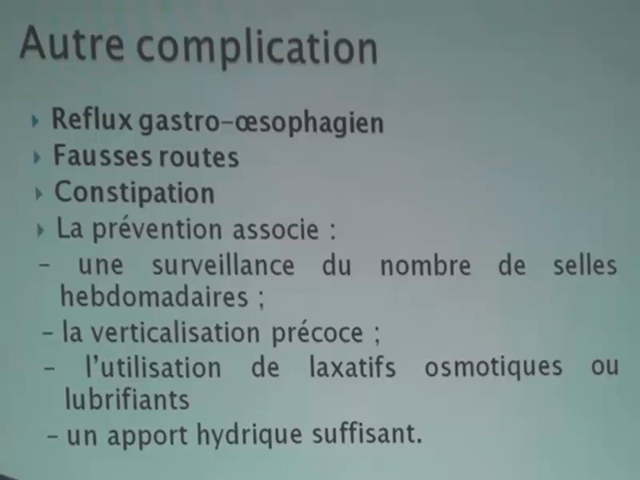 Autre complication
Reflux gastro-œsophagien
Fausses routes
Constipation
La prévention associe :
- une surveillance du nombre de selles
hebdomadaires ;
- la verticalisation précoce ;
- l'utilisation de laxatifs osmotiques ou
lubrifiants
- un apport hydrique suffisant.